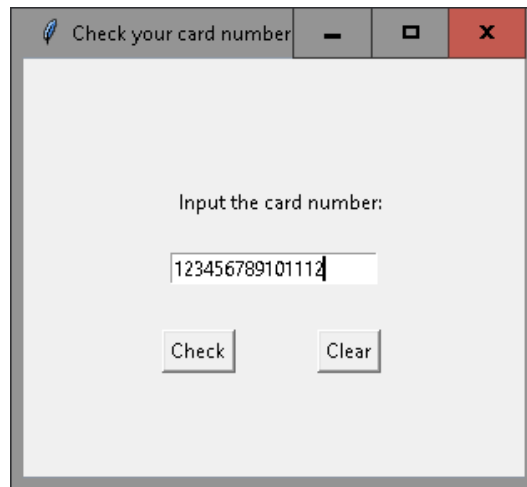 Check your card number
Input the card number:
123456789101112
Check
Clear